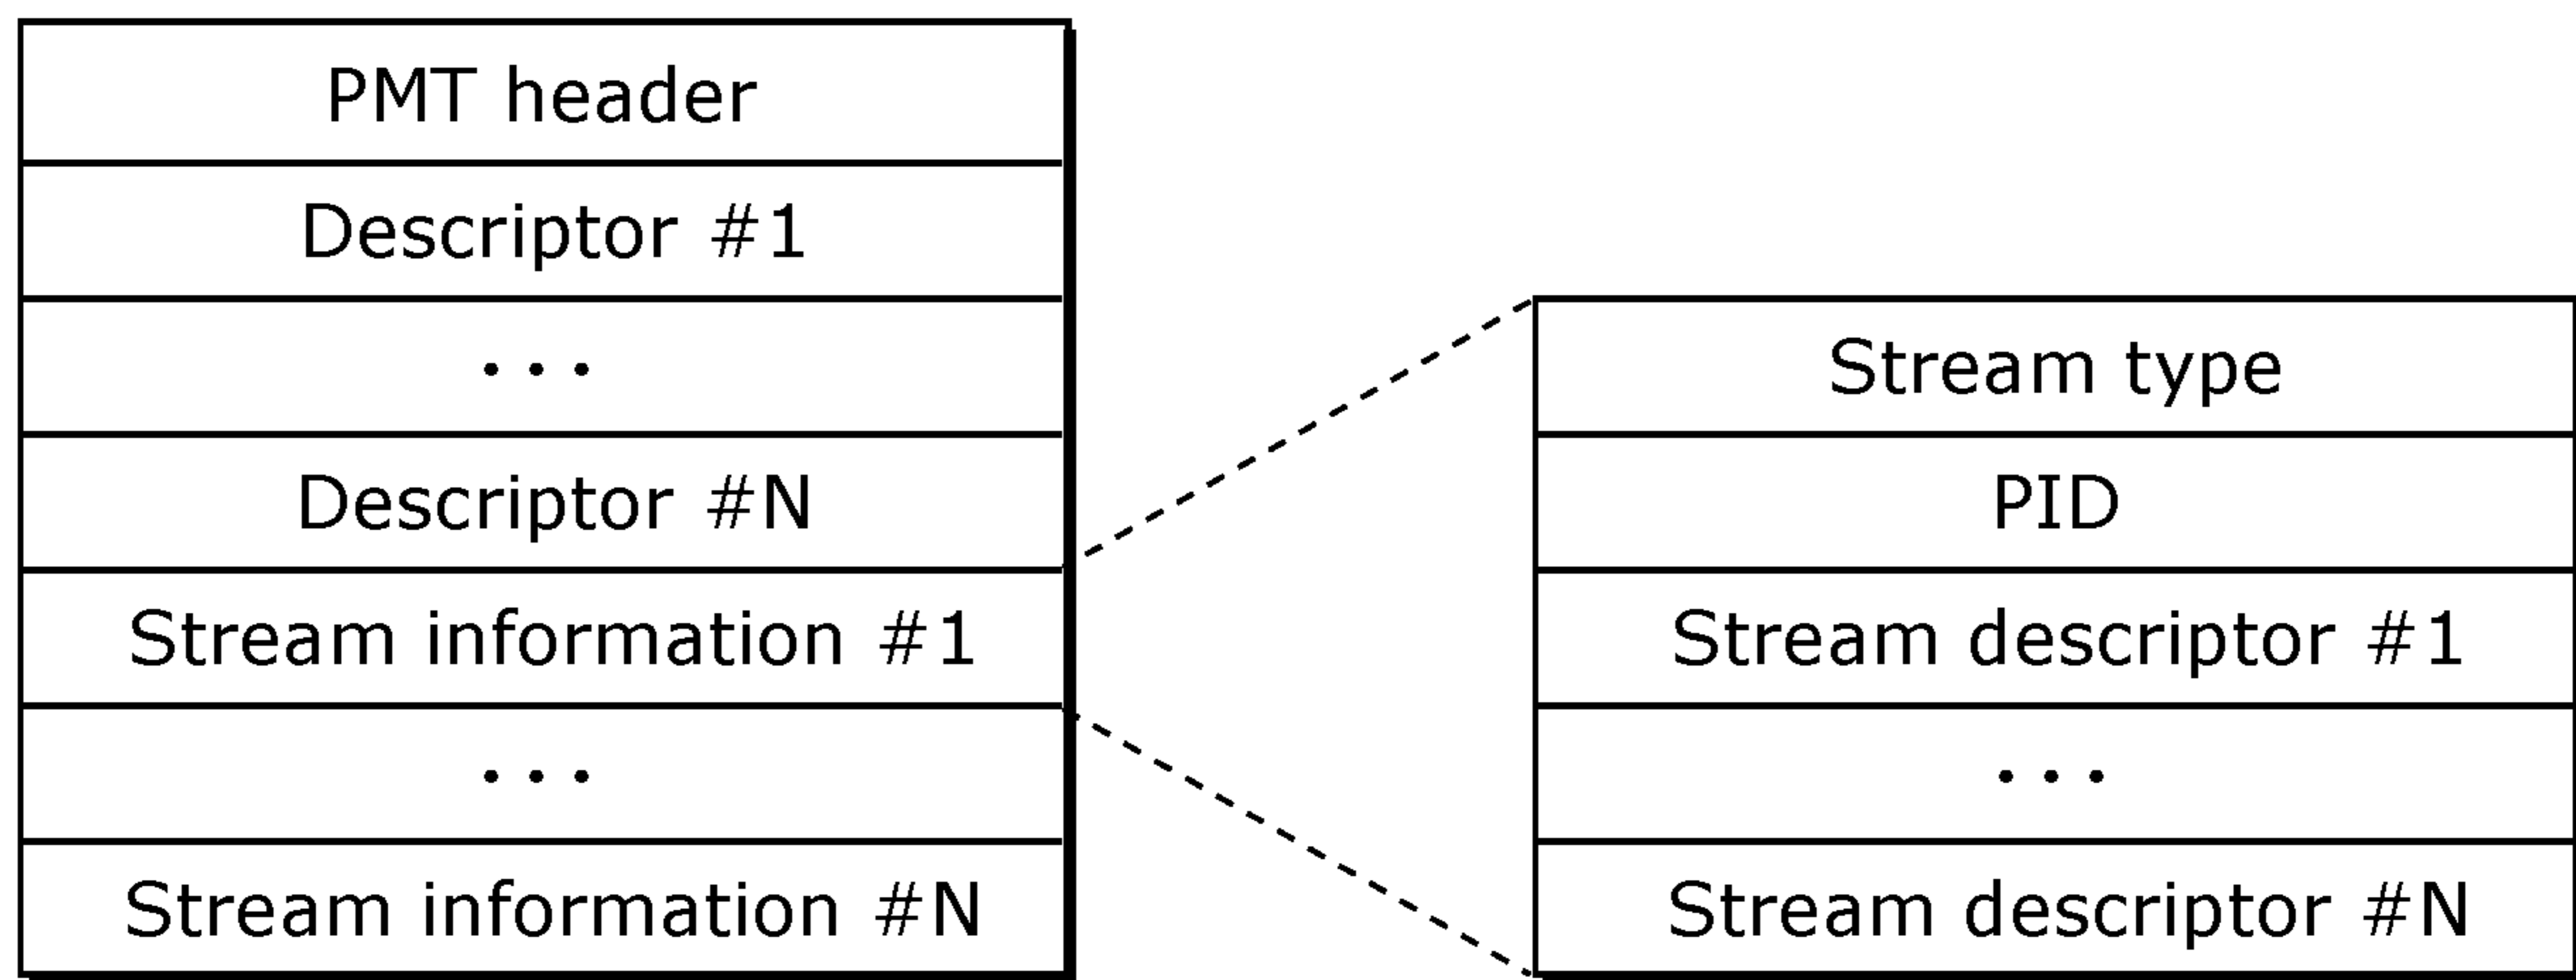 PMT header
Descriptor #1
...
Descriptor #N
Stream information #1
...
Stream information #N
Stream type
PID
Stream descriptor #1
...
Stream descriptor #N